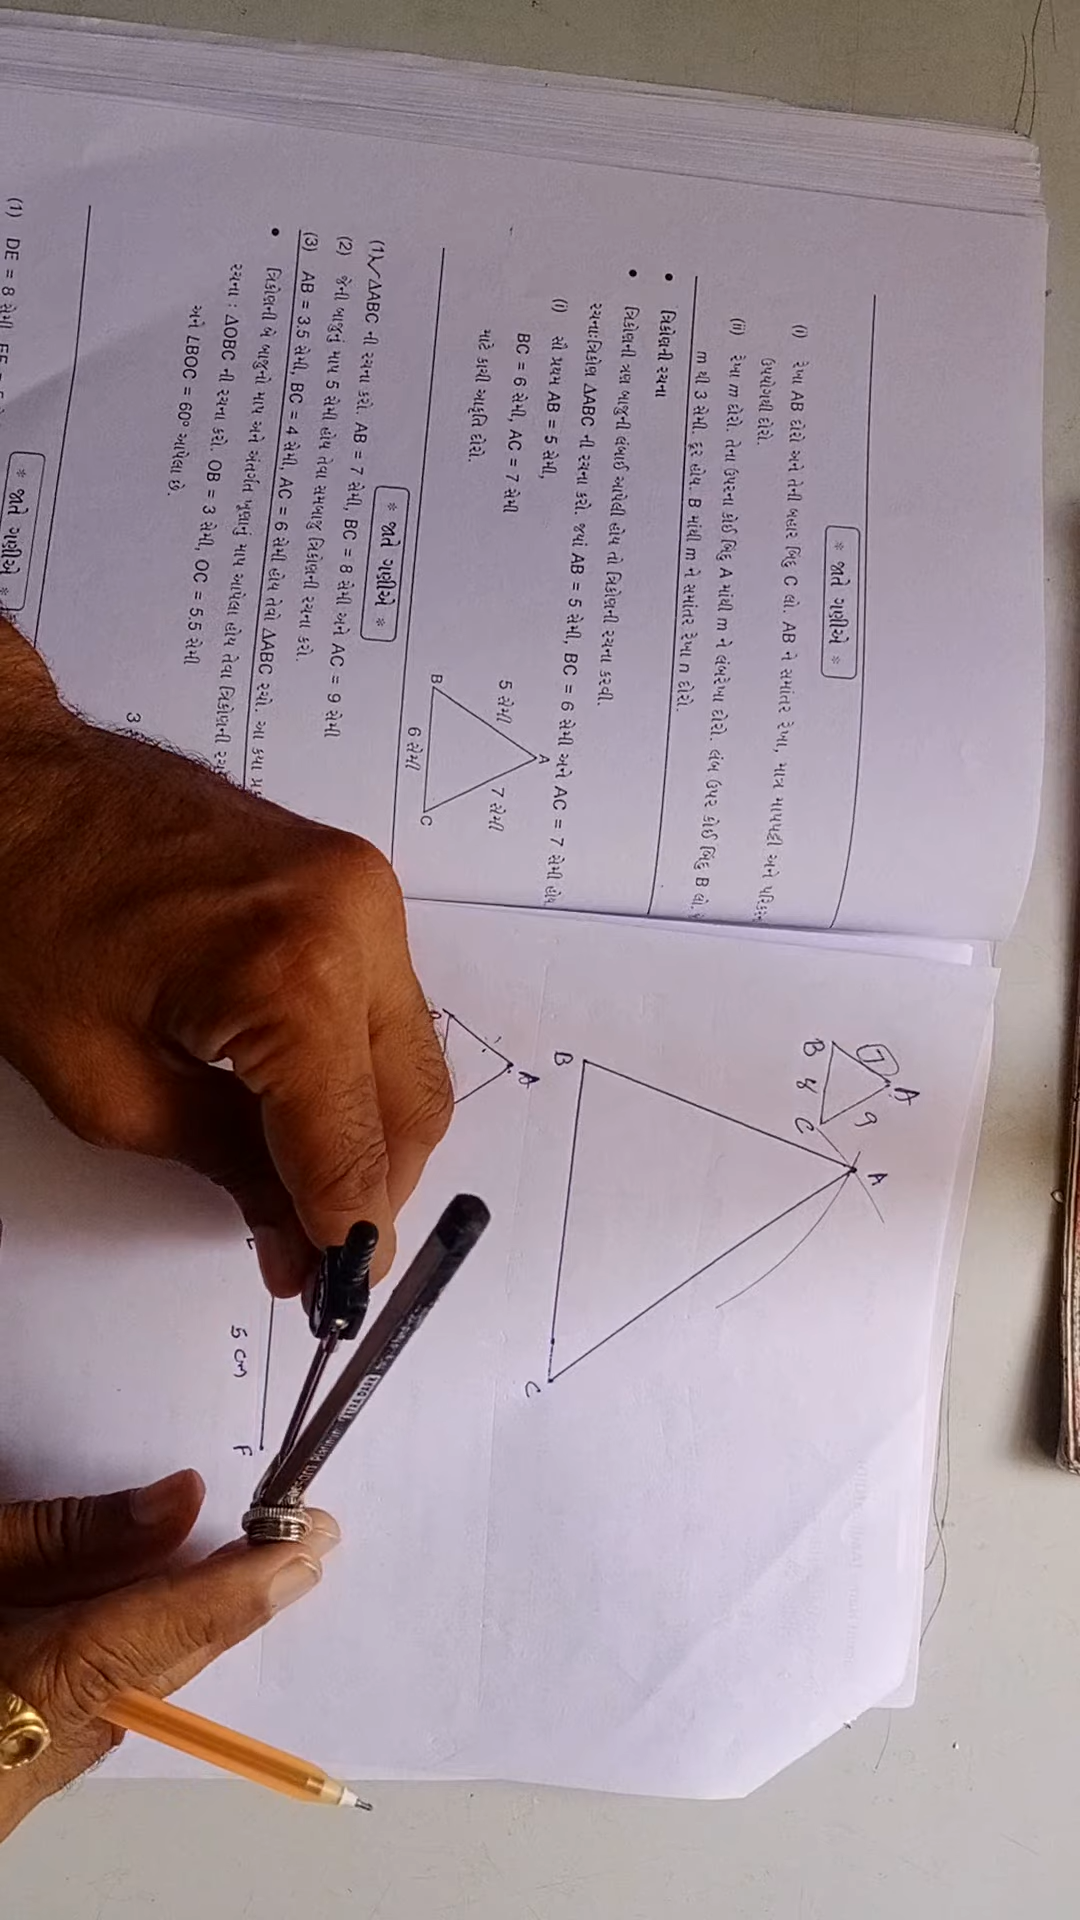 * જાતે ગણીએ *
(i) રેખા AB દોરો અને તેની બહાર બિંદુ C લો. AB ને સમાંતર રેખા, માત્ર માપપટ્ટી અને પરિકરના
ઉપયોગથી દોરો.
(ii) રેખા m દોરો. તેના ઉપરના કોઈ બિંદુ A માંથી m ને લંબરેખા દોરો. લંબ ઉપર કોઈ બિંદુ B લો.
m થી 3 સેમી. દૂર હોય. B માંથી m ને સમાંતર રેખા n દોરો.
• ત્રિકોણની રચના
• ત્રિકોણની ત્રણ બાજુની લંબાઈ આપેલી હોય તો ત્રિકોણની રચના કરવી.
રચના:ત્રિકોણ ΔABC ની રચના કરો. જ્યાં AB = 5 સેમી, BC = 6 સેમી અને AC = 7 સેમી હોય
(i) સૌ પ્રથમ AB = 5 સેમી,
BC = 6 સેમી, AC = 7 સેમી
માટે કાચી આકૃતિ દોરો.
A
5 સેમી 7 સેમી
B C
6 સેમી
* જાતે ગણીએ *
(1) ΔABC ની રચના કરો. AB = 7 સેમી, BC = 8 સેમી અને AC = 9 સેમી
(2) જેની બાજુનું માપ 5 સેમી હોય તેવા સમબાજુ ત્રિકોણની રચના કરો.
(3) AB = 3.5 સેમી, BC = 4 સેમી, AC = 6 સેમી હોય તેવો ΔABC રચો. આ કયા
• ત્રિકોણની બે બાજુનો માપ અને અંતર્ગત ખૂણાનું માપ આપેલા હોય તેવા ત્રિકોણની
રચના : ΔOBC ની રચના કરો. OB = 3 સેમી, OC = 5.5 સેમી
અને ∠BOC = 60° આપેલા છે.
3
* જાતે ગણીએ *
(1) DE = 8 સેમી
A
7 9
B 8 C
A
B C
A
5 cm F